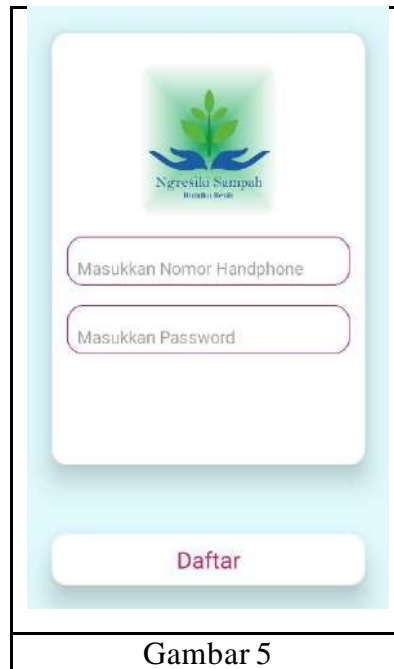 Ngresiki Sampah
Masukkan Nomor Handphone
Masukkan Password
Daftar
Gambar 5